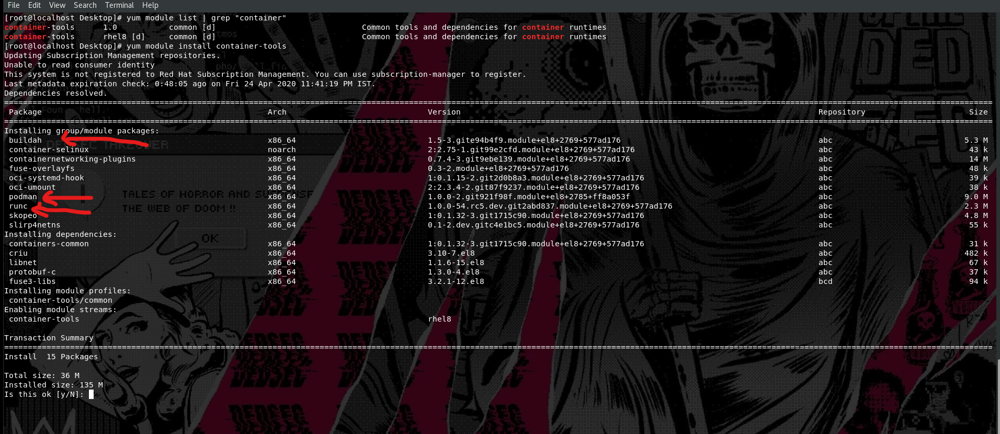 File Edit View Search Terminal Help
[root@localhost Desktop]# yum module list | grep "container"
container-tools 1.0 common [d] Common tools and dependencies for container runtimes
container-tools rhel8 [d] common [d] Common tools and dependencies for container runtimes
[root@localhost Desktop]# yum module install container-tools
Updating Subscription Management repositories.
Unable to read consumer identity
This system is not registered to Red Hat Subscription Management. You can use subscription-manager to register.
Last metadata expiration check: 0:48:05 ago on Fri 24 Apr 2020 11:41:19 PM IST.
Dependencies resolved.
Package Arch Version Repository Size
Installing group/module packages:
buildah x86_64 1.5-3.gite94b4f9.module+el8+2769+577ad176 abc 5.3 M
container-selinux noarch 2:2.75-1.git99e2cfd.module+el8+2769+577ad176 abc 43 k
containernetworking-plugins x86_64 0.7.4-3.git9ebe139.module+el8+2769+577ad176 abc 14 M
fuse-overlayfs x86_64 0.3-2.module+el8+2769+577ad176 abc 48 k
oci-systemd-hook x86_64 1:0.1.15-2.git2d0b8a3.module+el8+2769+577ad176 abc 39 k
oci-umount x86_64 2:2.3.4-2.git87f9237.module+el8+2769+577ad176 abc 38 k
podman x86_64 1.0.0-2.git921f98f.module+el8+2785+ff8a053f abc 9.0 M
runc x86_64 1.0.0-54.rc5.dev.git2abd837.module+el8+2769+577ad176 abc 2.3 M
skopeo x86_64 1:0.1.32-3.git1715c90.module+el8+2769+577ad176 abc 4.8 M
slirp4netns x86_64 0.1-2.dev.gitc4e1bc5.module+el8+2769+577ad176 abc 55 k
Installing dependencies:
containers-common x86_64 1:0.1.32-3.git1715c90.module+el8+2769+577ad176 abc 31 k
criu x86_64 3.10-7.el8 abc 482 k
libnet x86_64 1.1.6-15.el8 abc 67 k
protobuf-c x86_64 1.3.0-4.el8 abc 37 k
fuse3-libs x86_64 3.2.1-12.el8 bcd 94 k
Installing module profiles:
container-tools/common
Enabling module streams:
container-tools rhel8
Transaction Summary
Install 15 Packages
Total size: 36 M
Installed size: 135 M
Is this ok [y/N]:
TALES OF HORROR AND
THE WEB OF DOOM !!
OK
DEDSEC
DEDSEC
DEDSEC
DEDSEC
DEDSEC